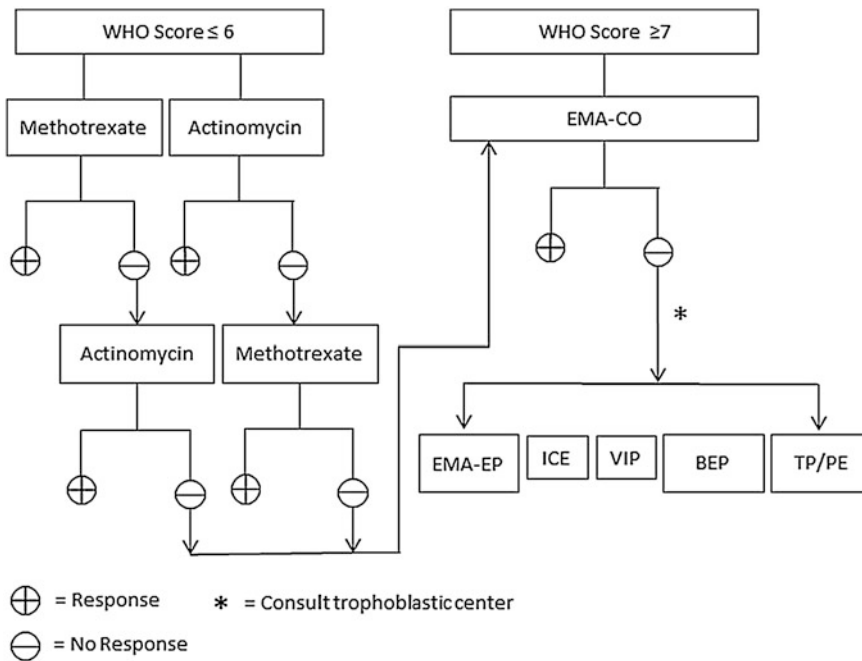 WHO Score ≤ 6
WHO Score ≥7
Methotrexate
Actinomycin
EMA-CO
Actinomycin
Methotrexate
*
EMA-EP
ICE
VIP
BEP
TP/PE
= Response
* = Consult trophoblastic center
= No Response